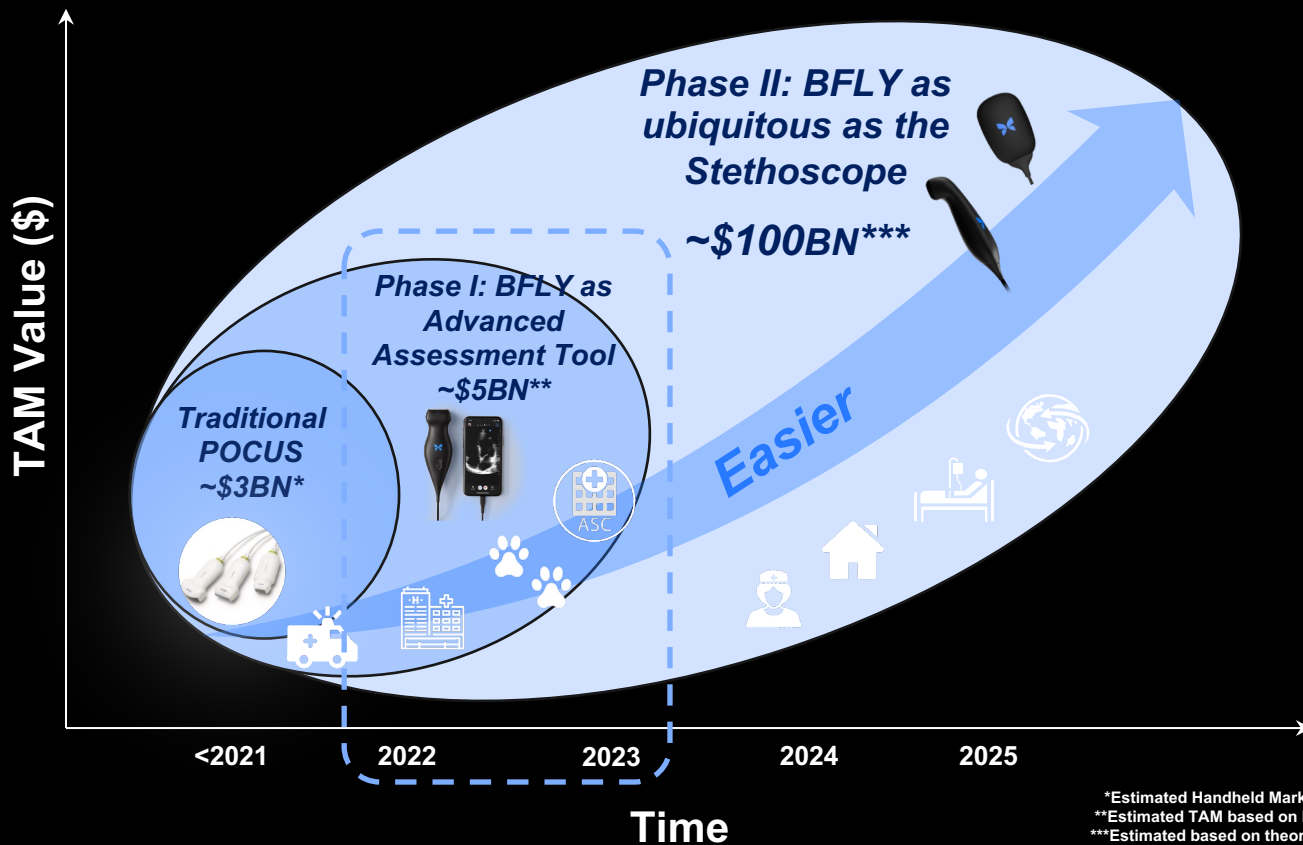 TAM Value ($)
Phase II: BFLY as
ubiquitous as the
Stethoscope
~$100BN***
Phase I: BFLY as
Advanced
Assessment Tool
~$5BN**
Traditional
POCUS
~$3BN*
Easier
ASC
H
<2021
2022
2023
2024
2025
Time
*Estimated Handheld
**Estimated TAM based on
***Estimated based on